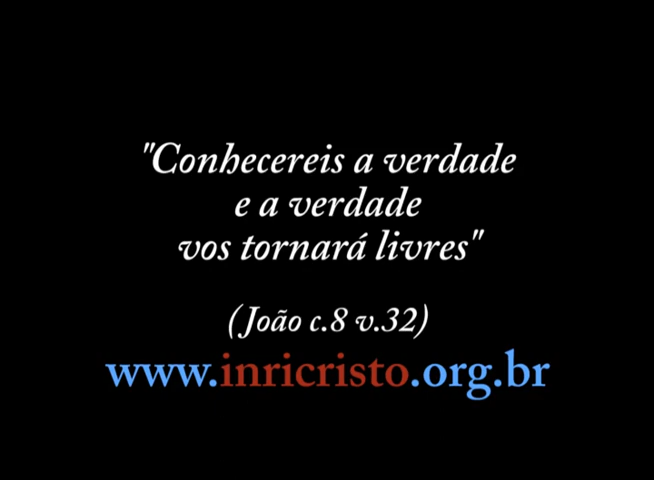 "Conhecereis a verdade
e a verdade
vos tornará livres"
(João c.8 v.32)
www.inricristo.org.br